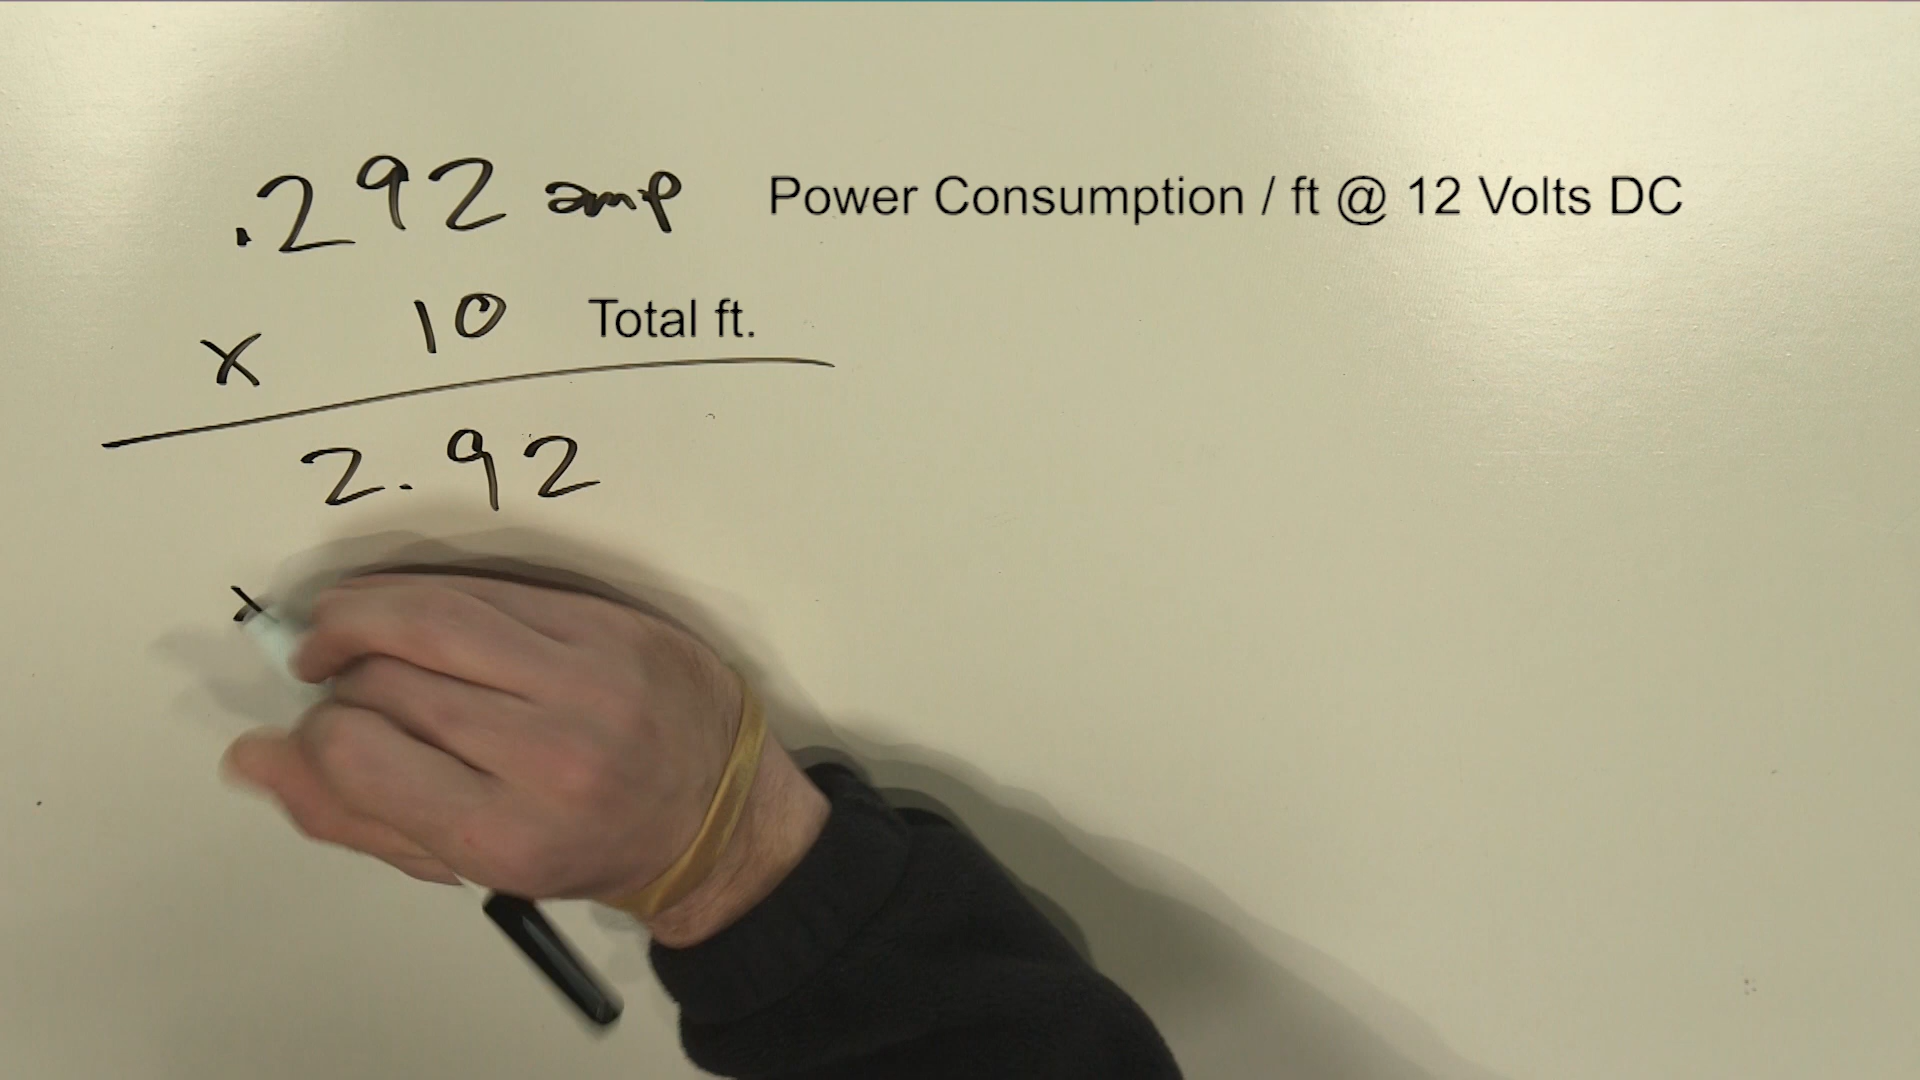 .292 amp Power Consumption / ft @ 12 Volts DC
x 10 Total ft.
2.92
x